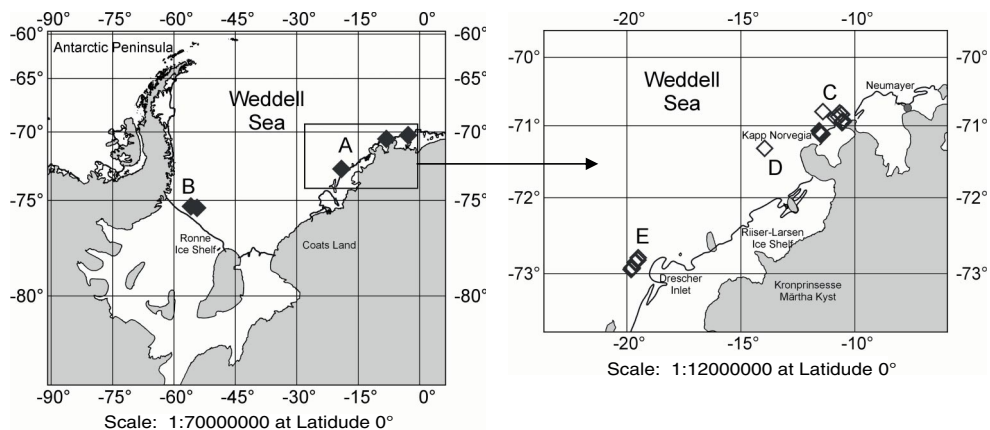 -90° -75° -60° -45° -30° -15° 0°
-60° -60°
Antarctic Peninsula
-65° -65°
Weddell
Sea
-70° -70°
A
B
-75° -75°
Ronne
Ice Shelf
Coats Land
-80° -80°
-90° -75° -60° -45° -30° -15° 0°
Scale: 1:70000000 at Latidude 0°
-20° -15° -10°
-70° -70°
Weddell
Sea
C
Neumayer
-71° -71°
Kapp Norvegia
D
-72° -72°
E
Riiser-Larsen
Ice Shelf
-73° -73°
Drescher
Inlet
Kronprinsesse
Märtha Kyst
-20° -15° -10°
Scale: 1:12000000 at Latidude 0°